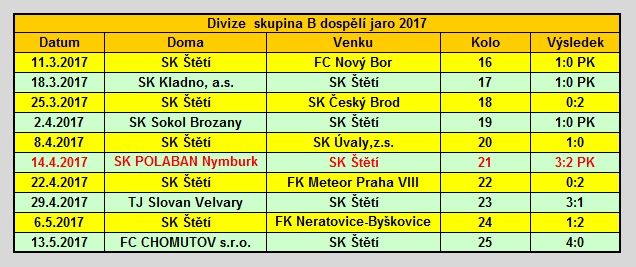 Divize skupina B dospělí jaro 2017
Datum Doma Venku Kolo Výsledek
11.3.2017 SK Štětí FC Nový Bor 16 1:0 PK
18.3.2017 SK Kladno, a.s. SK Štětí 17 1:0 PK
25.3.2017 SK Štětí SK Český Brod 18 0:2
2.4.2017 SK Sokol Brozany SK Štětí 19 1:0 PK
8.4.2017 SK Štětí SK Úvaly,z.s. 20 1:0
14.4.2017 SK POLABAN Nymburk SK Štětí 21 3:2 PK
22.4.2017 SK Štětí FK Meteor Praha VIII 22 0:2
29.4.2017 TJ Slovan Velvary SK Štětí 23 3:1
6.5.2017 SK Štětí FK Neratovice-Byškovice 24 1:2
13.5.2017 FC CHOMUTOV s.r.o. SK Štětí 25 4:0